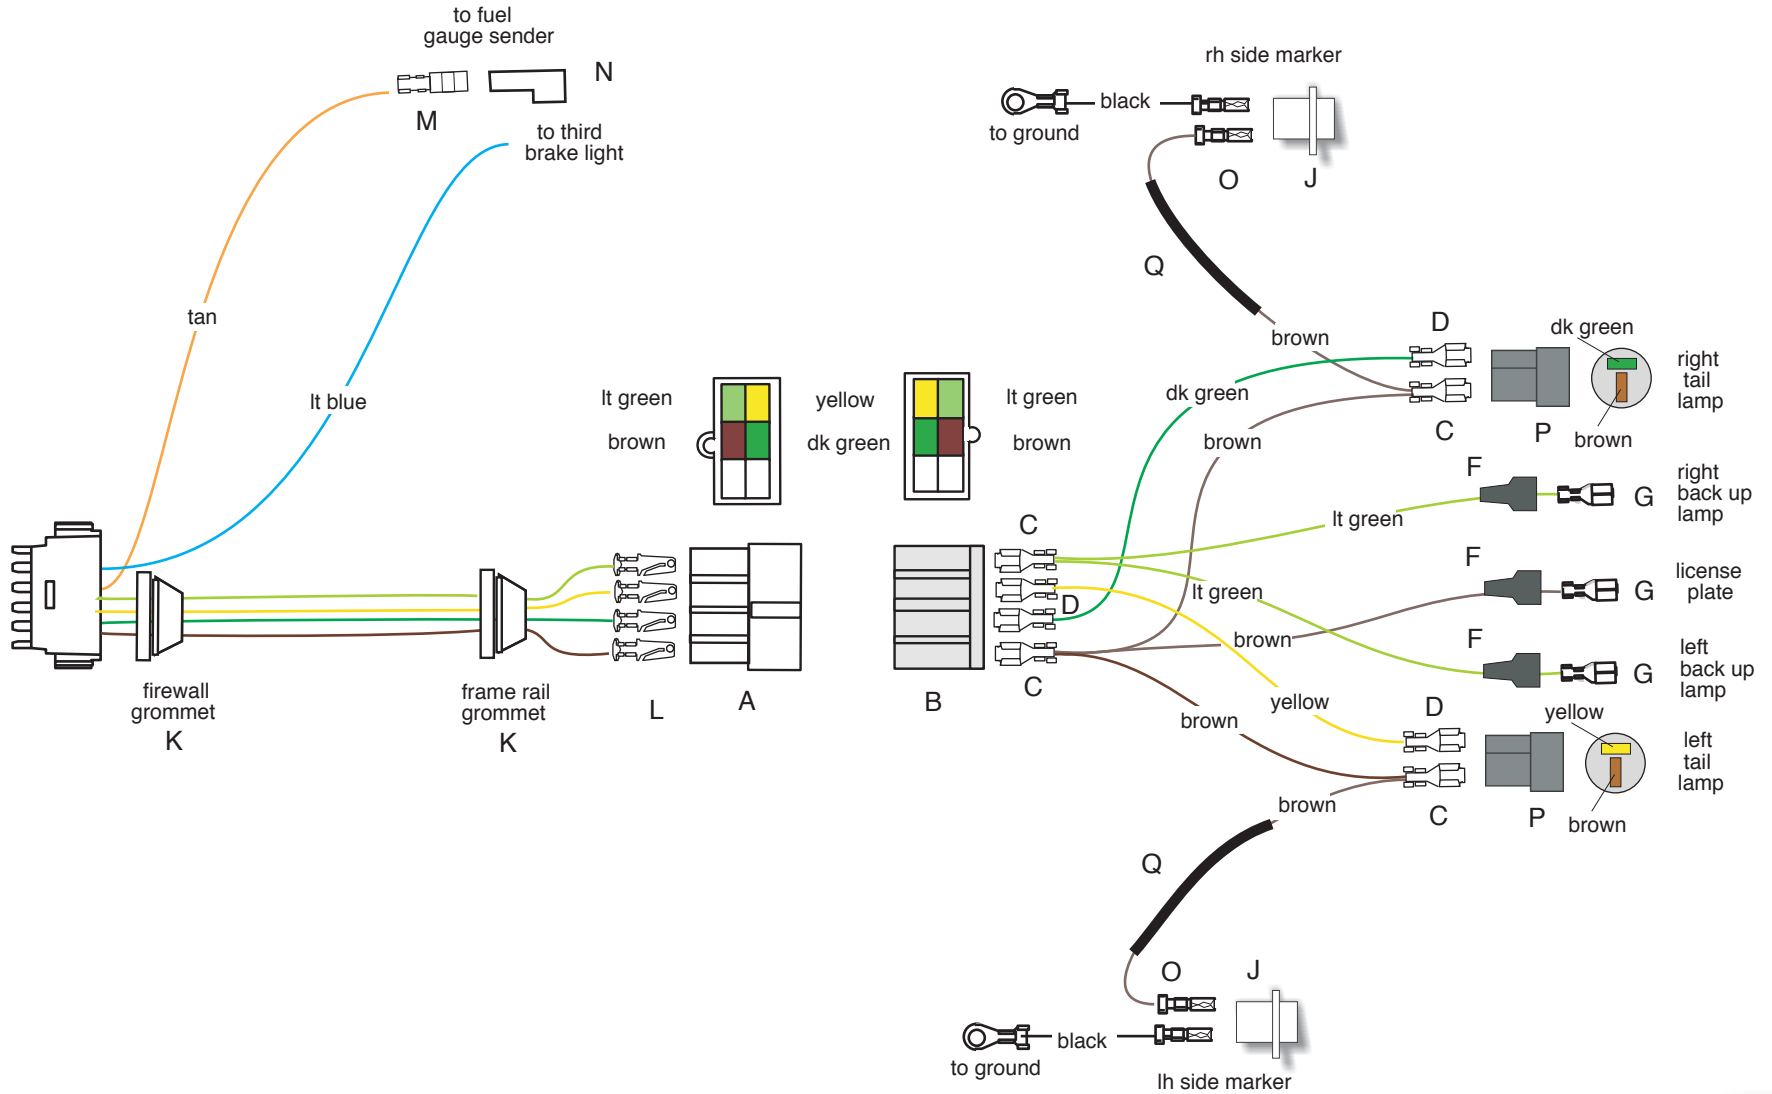 to fuel
gauge sender
N
M
to third
brake light
tan
lt blue
rh side marker
black
to ground
O
J
Q
brown
D
dk green
right
tail
lamp
dk green
brown
C
P
brown
lt green
yellow
lt green
brown
dk green
brown
F
right
back up
lamp
G
lt green
C
F
license
plate
G
lt green
D
brown
F
left
back up
lamp
G
C
firewall
grommet
K
frame rail
grommet
K
L
A
B
yellow
brown
D
yellow
left
tail
lamp
brown
C
P
brown
Q
O
J
black
to ground
lh side marker